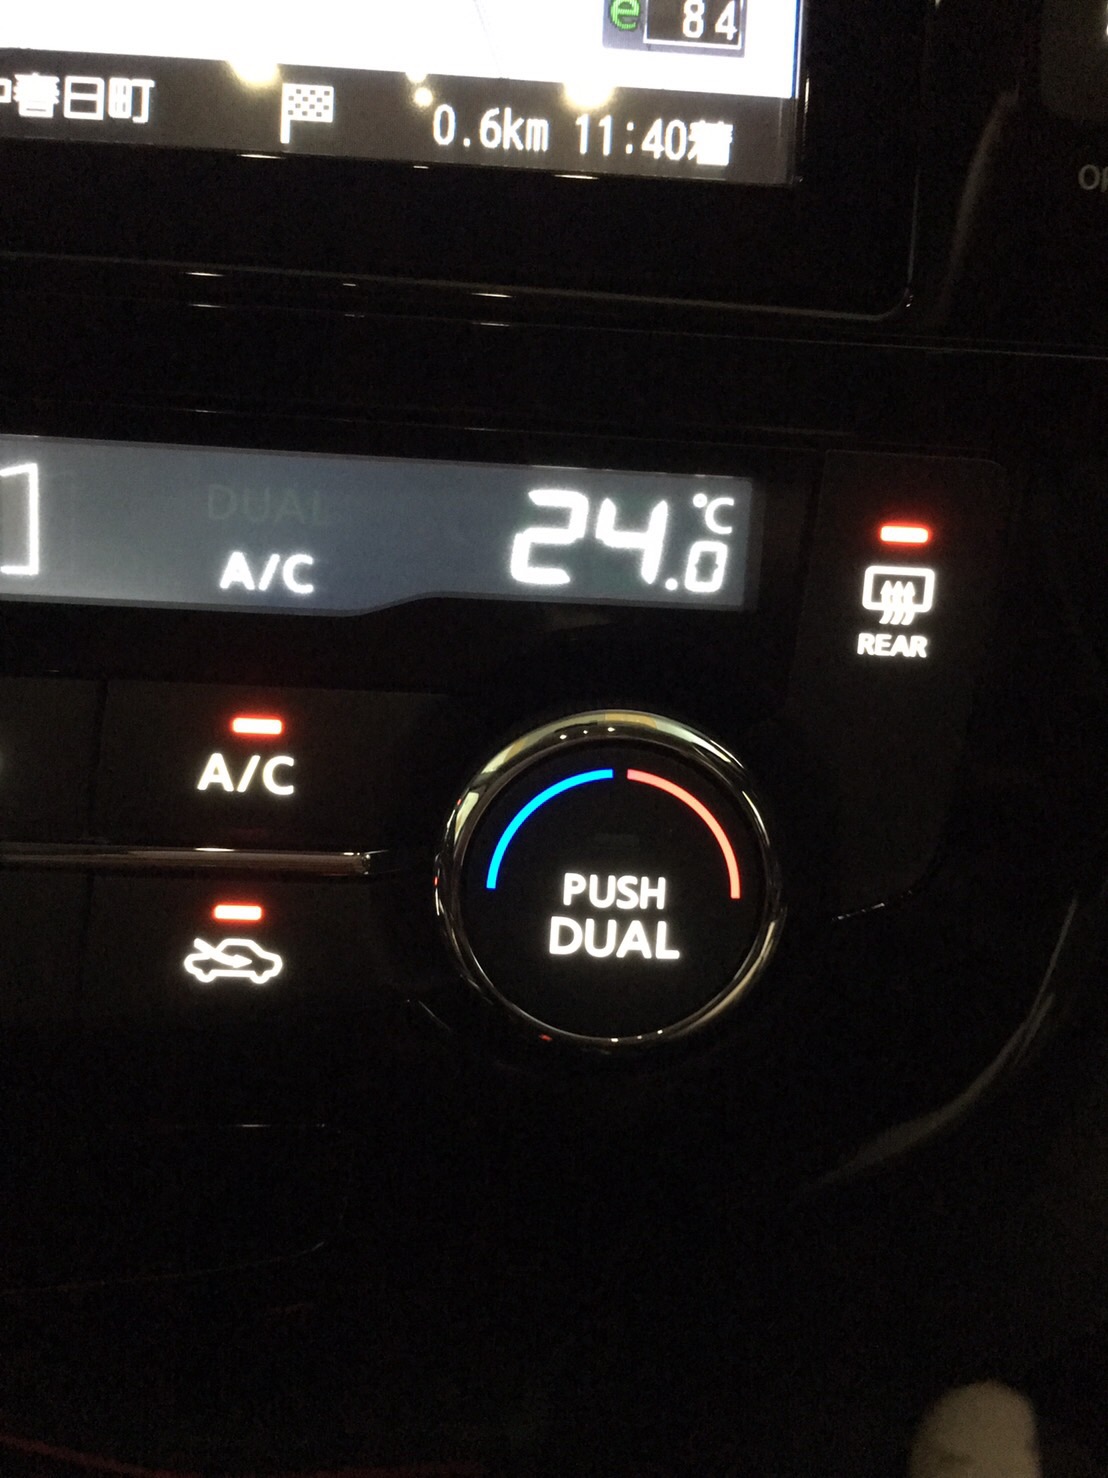 e 84
春日町 0.6km 11:40着
DUAL
A/C
24.0℃
REAR
A/C
PUSH
DUAL